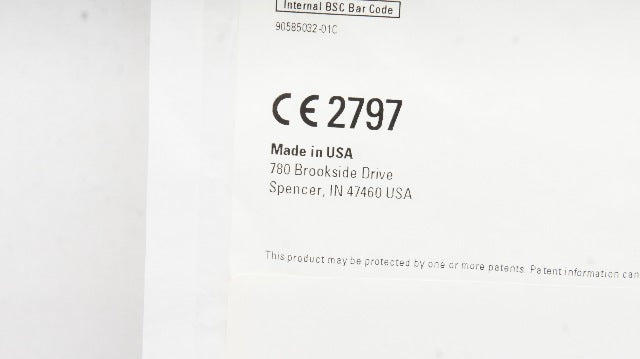 Internal BSC Bar Code
90585032-01C
CE 2797
Made in USA
780 Brookside Drive
Spencer, IN 47460 USA
This product may be protected by one or more patents. Patent information can